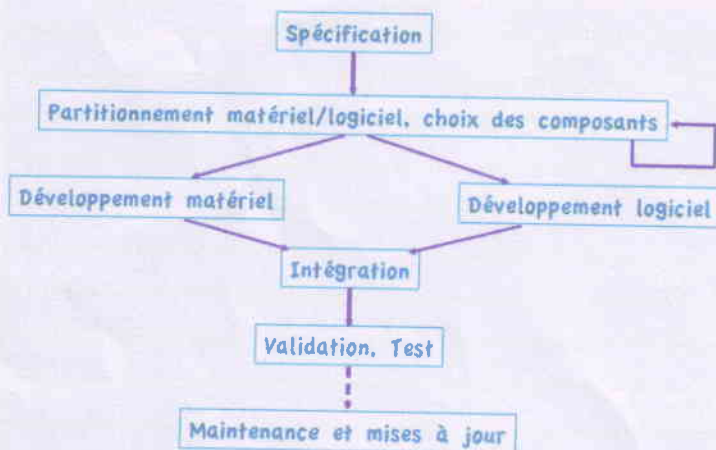 Spécification
Partitionnement matériel/logiciel, choix des composants
Développement matériel
Développement logiciel
Intégration
Validation, Test
Maintenance et mises à jour